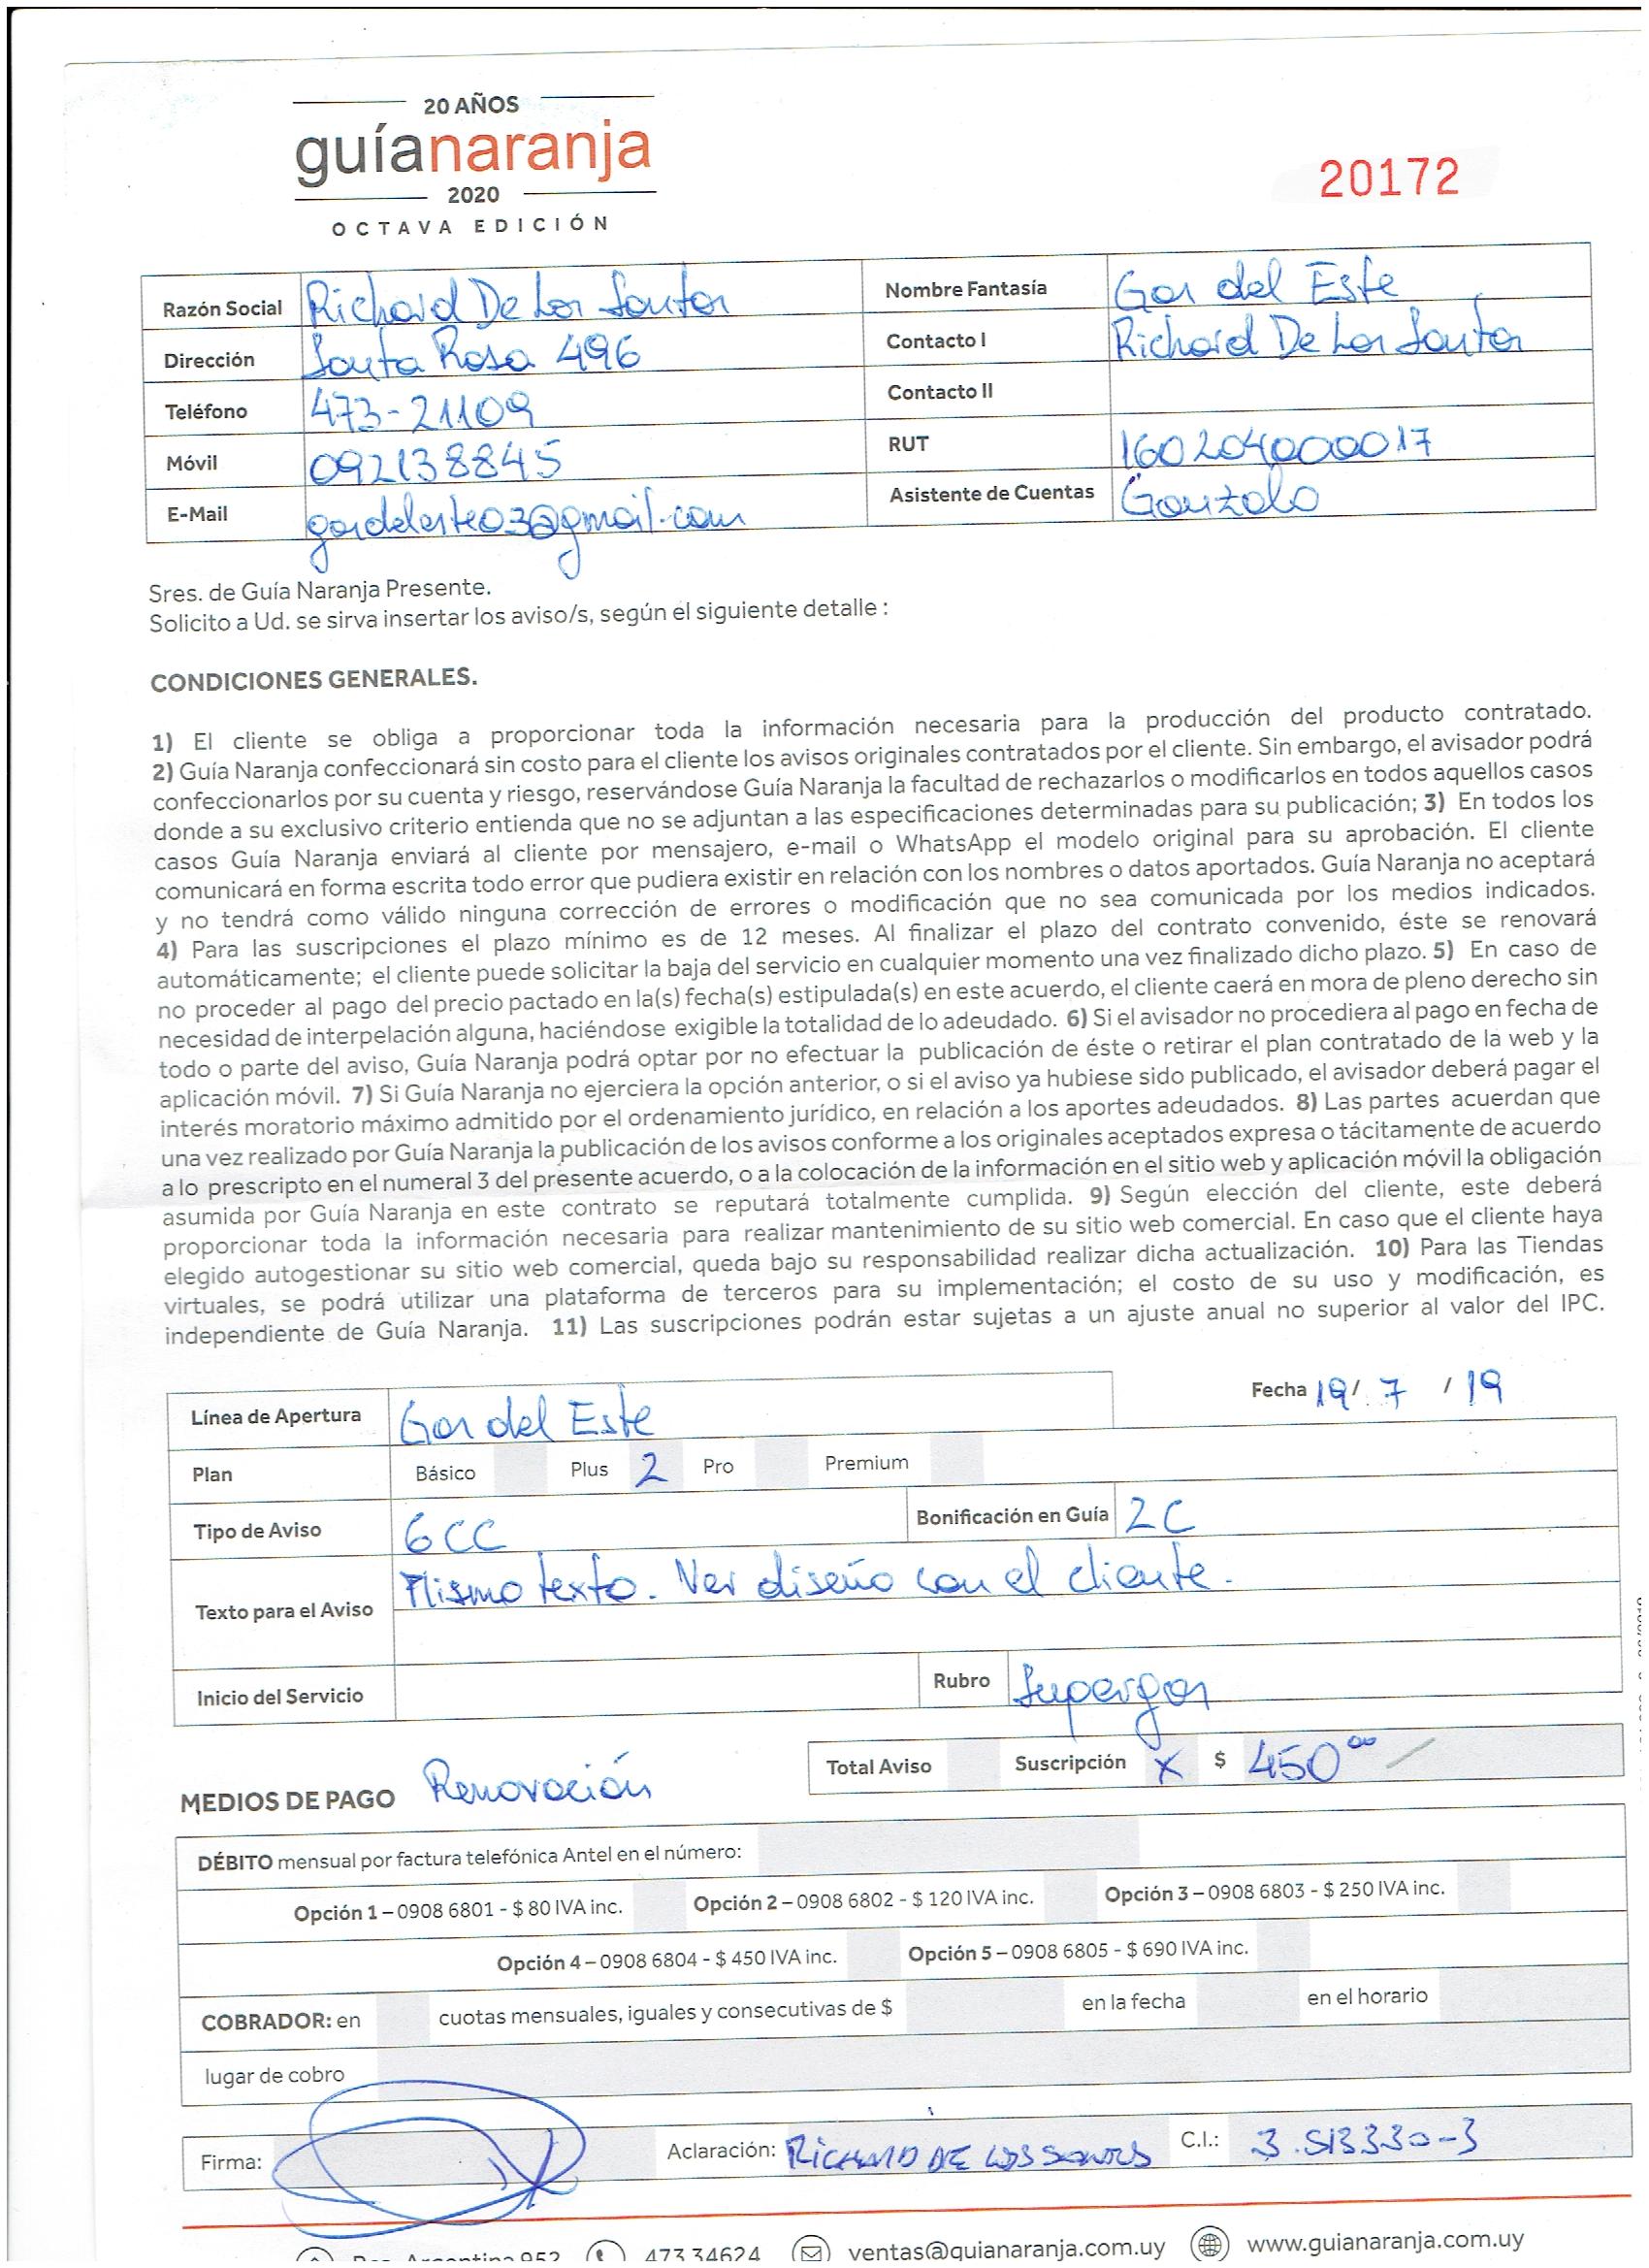 20 AÑOS
guíanaranja
2020
OCTAVA EDICIÓN
20172
Razón Social Richard De Los Santos Nombre Fantasía Gas del Este
Dirección Santa Rosa 496 Contacto I Richard De Los Santos
Teléfono 473-21109 Contacto II
Móvil 092138845 RUT 160204000017
E-Mail gasdeleste03@gmail.com Asistente de Cuentas Gonzalo
Sres. de Guía Naranja Presente.
Solicito a Ud. se sirva insertar los aviso/s, según el siguiente detalle :
CONDICIONES GENERALES.
1) El cliente se obliga a proporcionar toda la información necesaria para la producción del producto contratado.
2) Guía Naranja confeccionará sin costo para el cliente los avisos originales contratados por el cliente. Sin embargo, el avisador podrá
confeccionarlos por su cuenta y riesgo, reservándose Guía Naranja la facultad de rechazarlos o modificarlos en todos aquellos casos
donde a su exclusivo criterio entienda que no se adjuntan a las especificaciones determinadas para su publicación; 3) En todos los
casos Guía Naranja enviará al cliente por mensajero, e-mail o WhatsApp el modelo original para su aprobación. El cliente
comunicará en forma escrita todo error que pudiera existir en relación con los nombres o datos aportados. Guía Naranja no aceptará
y no tendrá como válido ninguna corrección de errores o modificación que no sea comunicada por los medios indicados.
4) Para las suscripciones el plazo mínimo es de 12 meses. Al finalizar el plazo del contrato convenido, éste se renovará
automáticamente; el cliente puede solicitar la baja del servicio en cualquier momento una vez finalizado dicho plazo. 5) En caso de
no proceder al pago del precio pactado en la(s) fecha(s) estipulada(s) en este acuerdo, el cliente caerá en mora de pleno derecho sin
necesidad de interpelación alguna, haciéndose exigible la totalidad de lo adeudado. 6) Si el avisador no procediera al pago en fecha de
todo o parte del aviso, Guía Naranja podrá optar por no efectuar la publicación de éste o retirar el plan contratado de la web y la
aplicación móvil. 7) Si Guía Naranja no ejerciera la opción anterior, o si el aviso ya hubiese sido publicado, el avisador deberá pagar el
interés moratorio máximo admitido por el ordenamiento jurídico, en relación a los aportes adeudados. 8) Las partes acuerdan que
una vez realizado por Guía Naranja la publicación de los avisos conforme a los originales aceptados expresa o tácitamente de acuerdo
a lo prescripto en el numeral 3 del presente acuerdo, o a la colocación de la información en el sitio web y aplicación móvil la obligación
asumida por Guía Naranja en este contrato se reputará totalmente cumplida. 9) Según elección del cliente, este deberá
proporcionar toda la información necesaria para realizar mantenimiento de su sitio web comercial. En caso que el cliente haya
elegido autogestionar su sitio web comercial, queda bajo su responsabilidad realizar dicha actualización. 10) Para las Tiendas
virtuales, se podrá utilizar una plataforma de terceros para su implementación; el costo de su uso y modificación, es
independiente de Guía Naranja. 11) Las suscripciones podrán estar sujetas a un ajuste anual no superior al valor del IPC.
Fecha 19/ 7 / 19
Línea de Apertura Gas del Este
Plan Básico Plus 2 Pro Premium
Tipo de Aviso 6CC Bonificación en Guía 2C
Texto para el Aviso Mismo texto. Ver diseño con el cliente.
Inicio del Servicio Rubro Supergas
Total Aviso Suscripción X $ 450 00
MEDIOS DE PAGO Renovación
DÉBITO mensual por factura telefónica Antel en el número:
Opción 1 – 0908 6801 - $ 80 IVA inc. Opción 2 – 0908 6802 - $ 120 IVA inc. Opción 3 – 0908 6803 - $ 250 IVA inc.
Opción 4 – 0908 6804 - $ 450 IVA inc. Opción 5 – 0908 6805 - $ 690 IVA inc.
COBRADOR: en cuotas mensuales, iguales y consecutivas de $ en la fecha en el horario
lugar de cobro
Firma: Aclaración: RICHARD DE LOS SANTOS C.I.: 3.513330-3
473 34624 ventas@guianaranja.com.uy www.guianaranja.com.uy